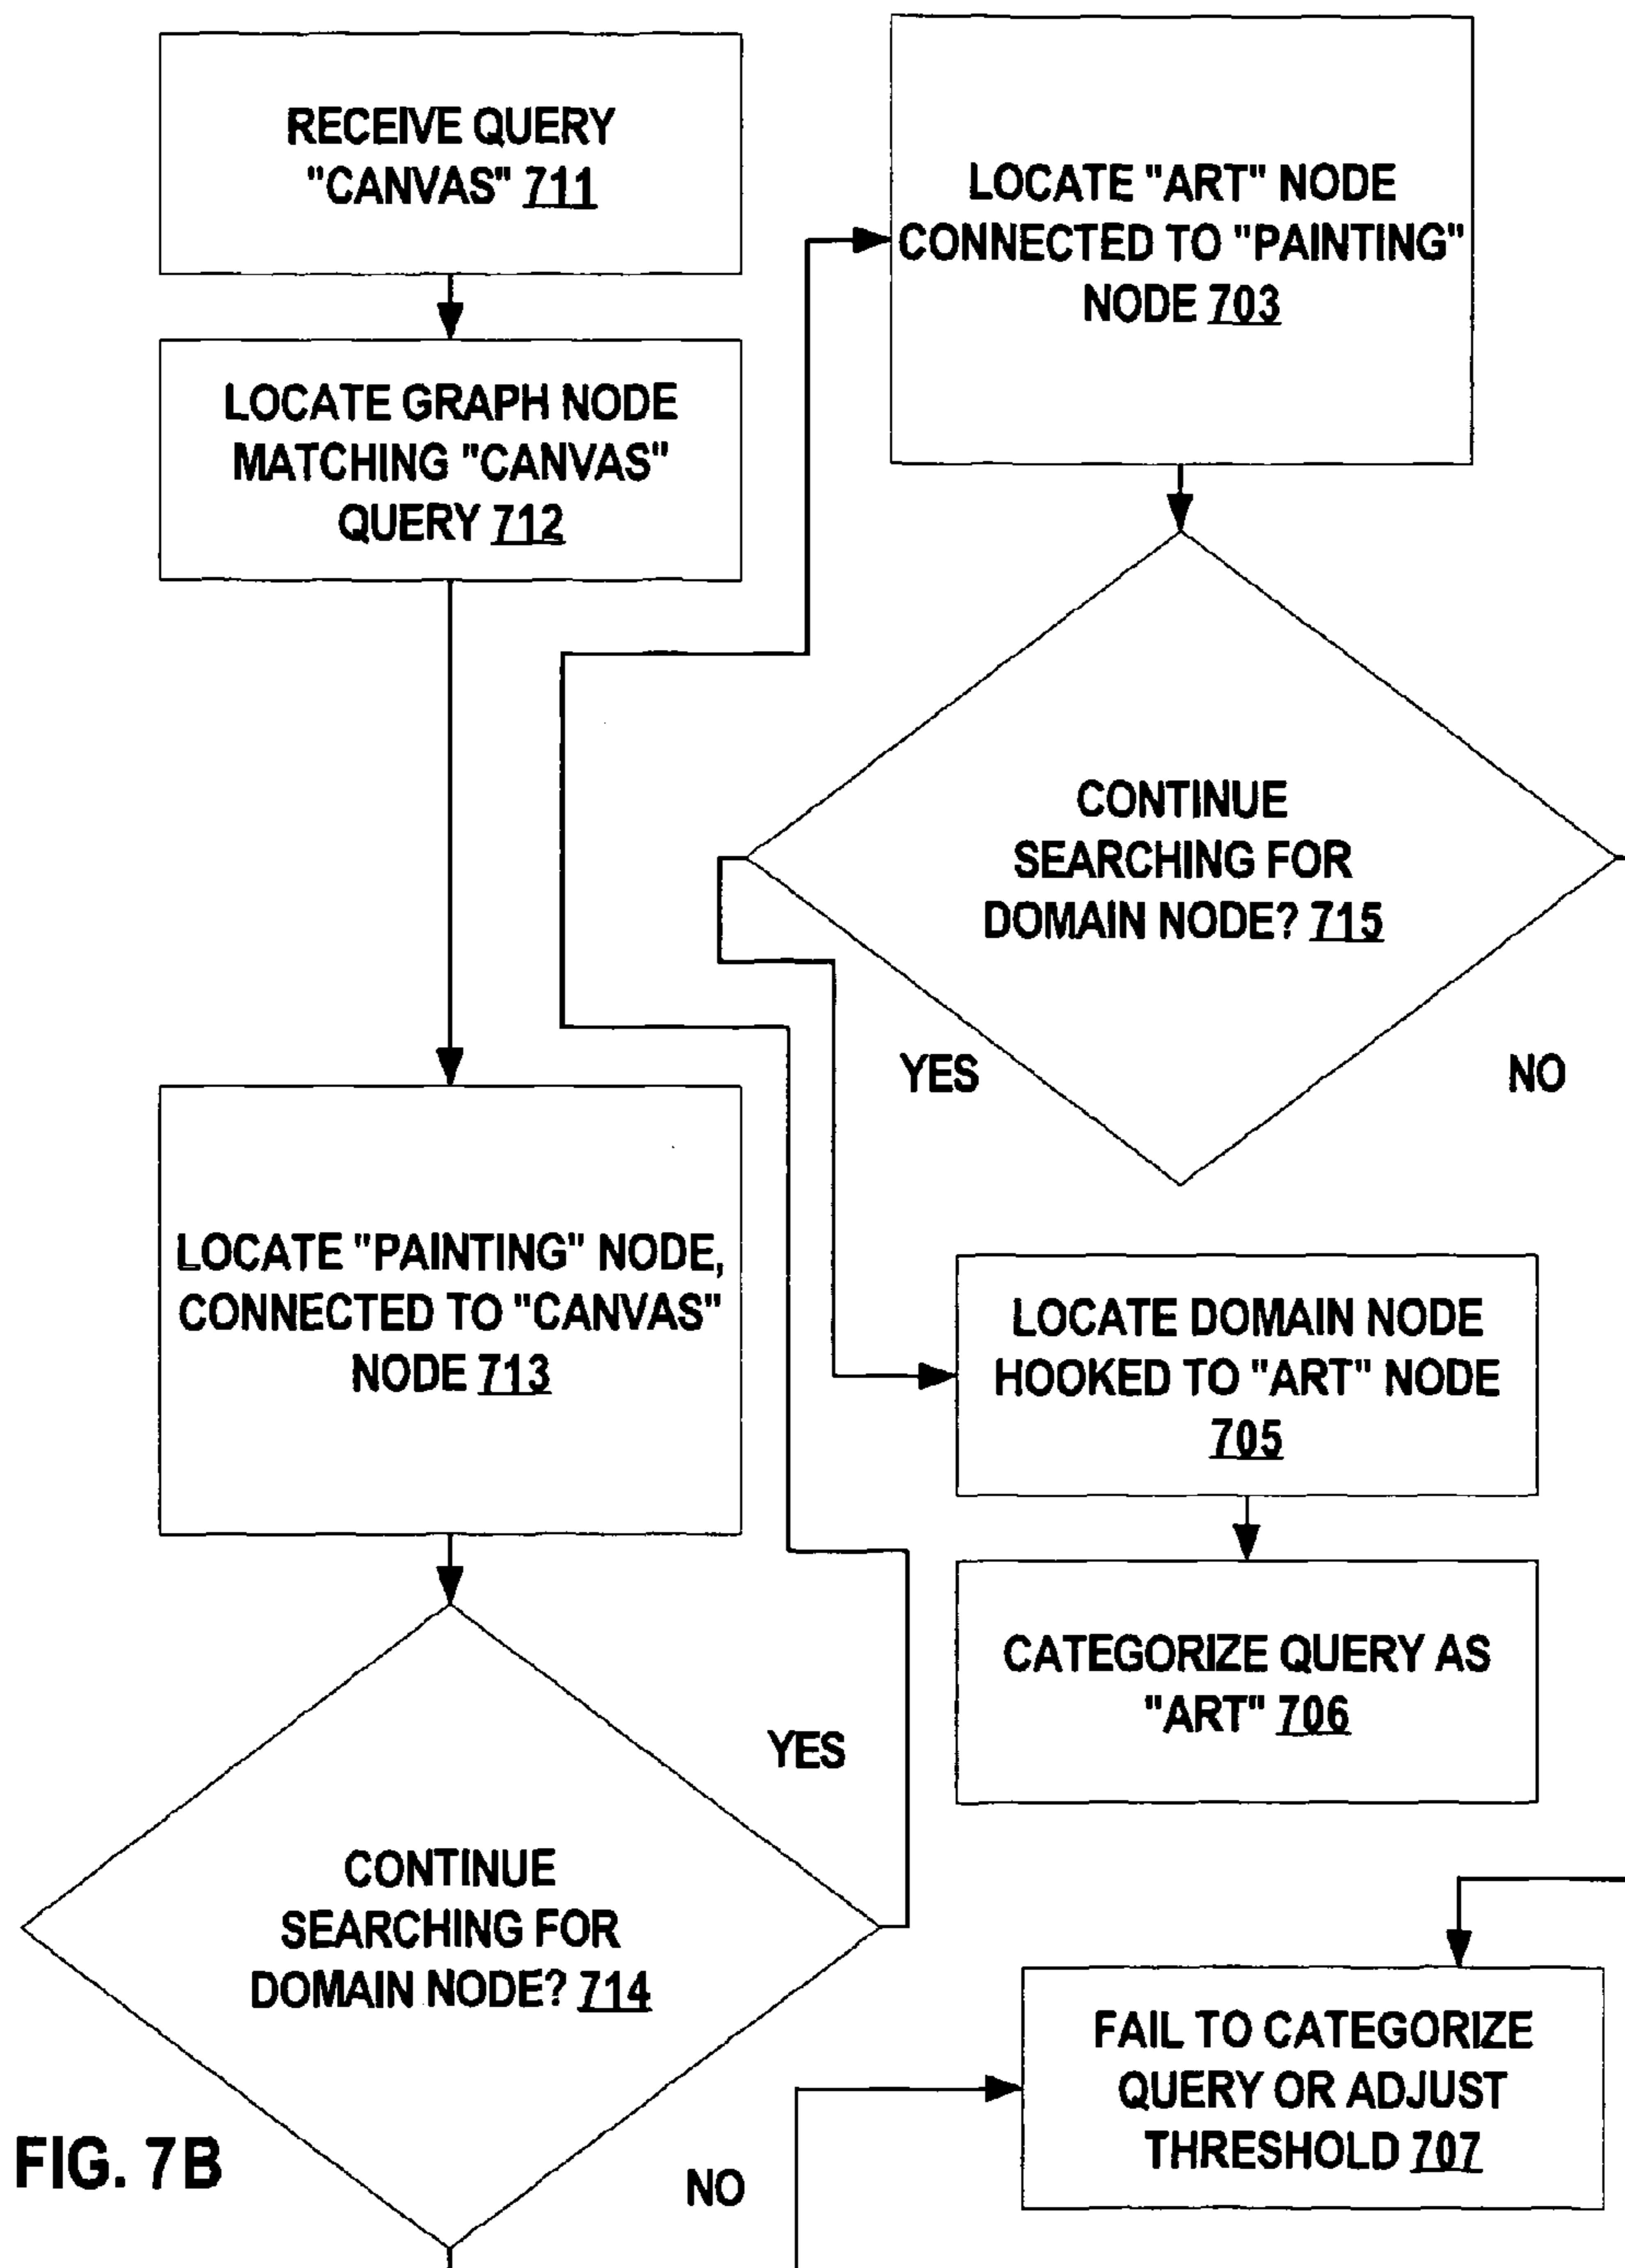 RECEIVE QUERY
"CANVAS" 711
LOCATE GRAPH NODE
MATCHING "CANVAS"
QUERY 712
LOCATE "PAINTING" NODE,
CONNECTED TO "CANVAS"
NODE 713
CONTINUE
SEARCHING FOR
DOMAIN NODE? 714
YES
NO
LOCATE "ART" NODE
CONNECTED TO "PAINTING"
NODE 703
CONTINUE
SEARCHING FOR
DOMAIN NODE? 715
YES
NO
LOCATE DOMAIN NODE
HOOKED TO "ART" NODE
705
CATEGORIZE QUERY AS
"ART" 706
FAIL TO CATEGORIZE
QUERY OR ADJUST
THRESHOLD 707
FIG. 7B